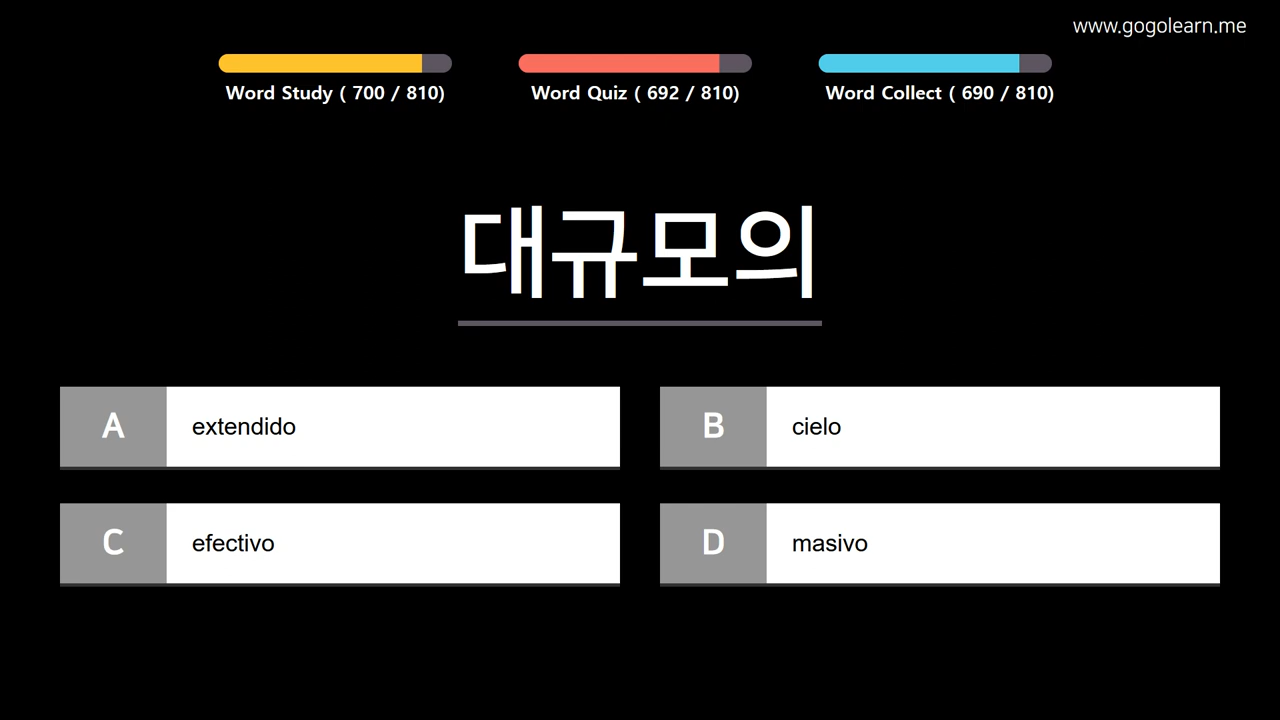 www.gogolearn.me
Word Study ( 700 / 810)
Word Quiz ( 692 / 810)
Word Collect ( 690 / 810)
대규모의
A extendido
B cielo
C efectivo
D masivo